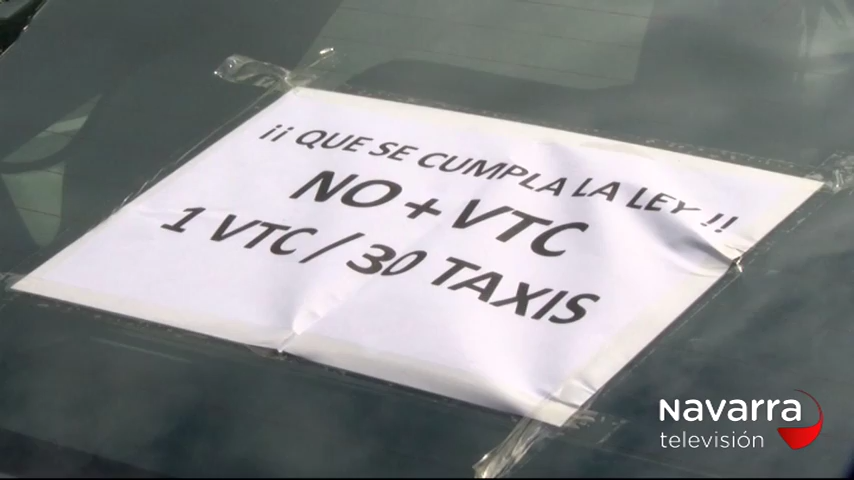 ¡¡ QUE SE CUMPLA LA LEY !!
NO + VTC
1 VTC / 30 TAXIS
Navarra
televisión